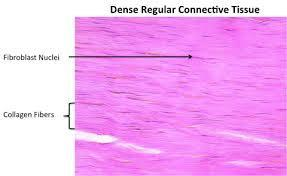 Dense Regular Connective Tissue
Fibroblast Nuclei
Collagen Fibers